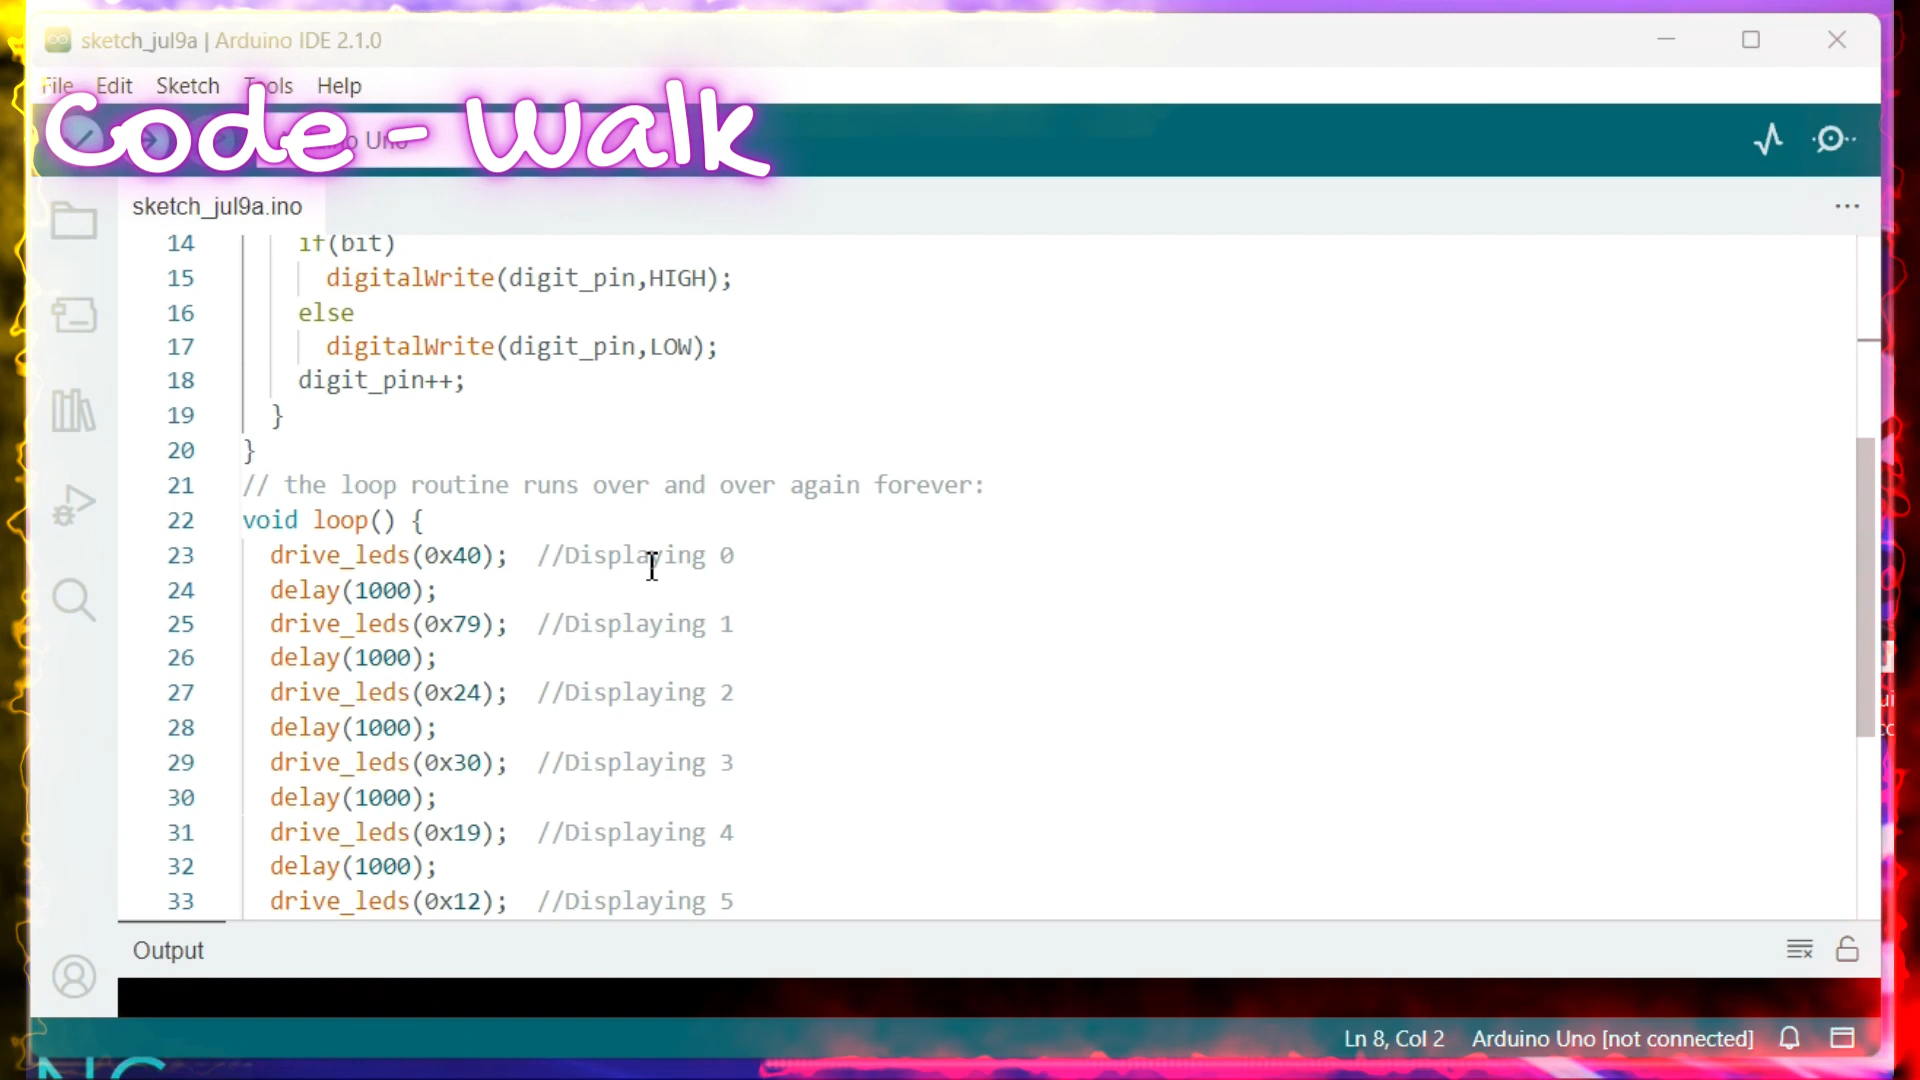 sketch_jul9a | Arduino IDE 2.1.0
File Edit Sketch Tools Help
Code - Walk
Uno
sketch_jul9a.ino
14 if(bit)
15 digitalWrite(digit_pin,HIGH);
16 else
17 digitalWrite(digit_pin,LOW);
18 digit_pin++;
19 }
20 }
21 // the loop routine runs over and over again forever:
22 void loop() {
23 drive_leds(0x40); //Displaying 0
24 delay(1000);
25 drive_leds(0x79); //Displaying 1
26 delay(1000);
27 drive_leds(0x24); //Displaying 2
28 delay(1000);
29 drive_leds(0x30); //Displaying 3
30 delay(1000);
31 drive_leds(0x19); //Displaying 4
32 delay(1000);
33 drive_leds(0x12); //Displaying 5
Output
Ln 8, Col 2 Arduino Uno [not connected]